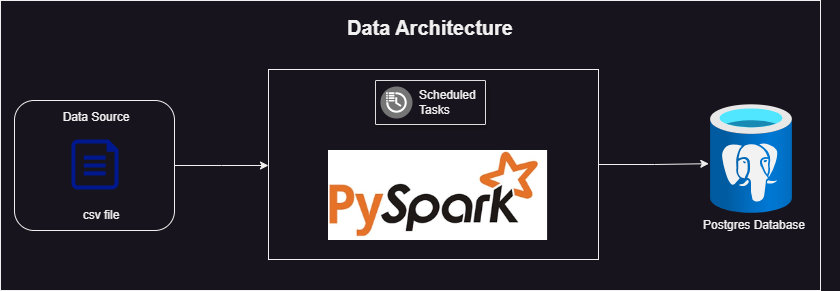 Data Architecture
Data Source
csv file
Scheduled
Tasks
PySpark
Postgres Database